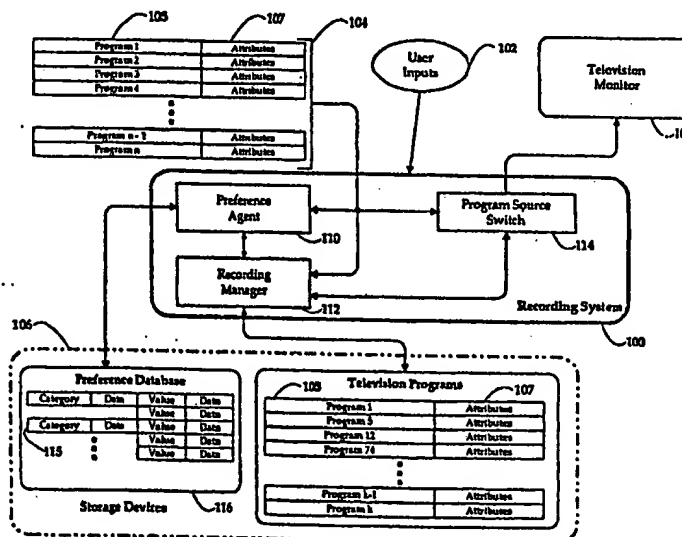 105 107 104
Program 1 Attributes
Program 2 Attributes
Program 3 Attributes
Program 4 Attributes
Program n-1 Attributes
Program n Attributes
User Inputs
102
Television Monitor
10
Preference Agent
110
Program Source Switch
114
Recording Manager
112
Recording System
103
106
Preference Database
Category Data Value Data
Value Data
Category Data Value Data
Value Data
Value Data
115
116
Storage Devices
Television Programs
105 107
Program 1 Attributes
Program 5 Attributes
Program 12 Attributes
Program 74 Attributes
Program h-1 Attributes
Program h Attributes